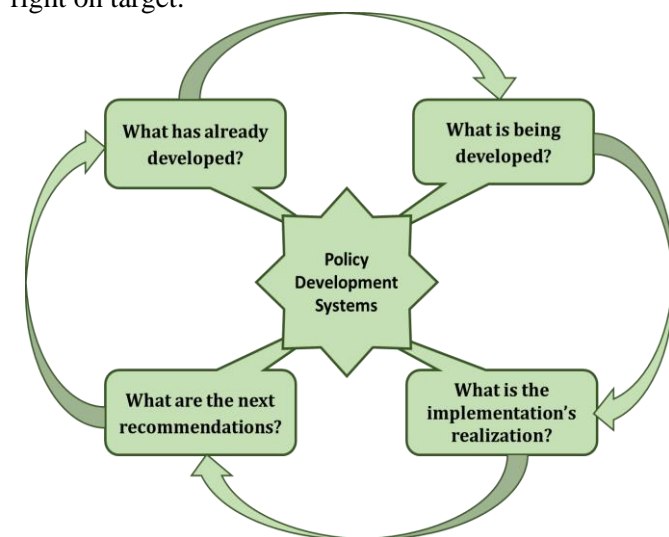 right on target.
What has already
developed?
What is being
developed?
Policy
Development
Systems
What are the next
recommendations?
What is the
implementation's
realization?